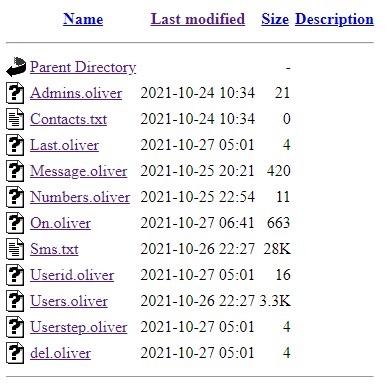 Name Last modified Size Description
Parent Directory -
Admins.oliver 2021-10-24 10:34 21
Contacts.txt 2021-10-24 10:34 0
Last.oliver 2021-10-27 05:01 4
Message.oliver 2021-10-25 20:21 420
Numbers.oliver 2021-10-25 22:54 11
On.oliver 2021-10-27 06:41 663
Sms.txt 2021-10-26 22:27 28K
Userid.oliver 2021-10-27 05:01 16
Users.oliver 2021-10-26 22:27 3.3K
Userstep.oliver 2021-10-27 05:01 4
del.oliver 2021-10-27 05:01 4